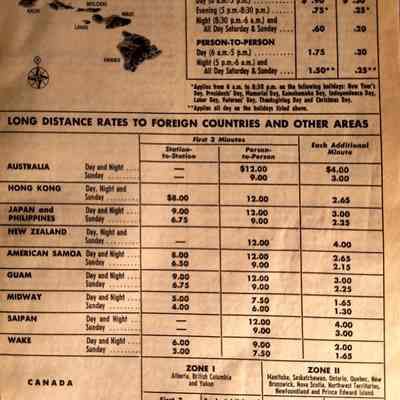 MOLOKAI
OAHU
MAUI
LANAI
HAWAII
Day (6 a.m.-5 p.m.) . . . $ .90 $ .30
Evening (5 p.m.-8:30 p.m.) .75* .25*
Night (8:30 p.m.-6 a.m.) and
All Day Saturday & Sunday .60 .20
PERSON-TO-PERSON
Day (6 a.m.-5 p.m.) 1.75 .30
Night (5 p.m.-6 a.m.) and
All Day Saturday & Sunday 1.50** .25**
*Applies from 6 a.m. to 8:30 p.m. on the following holidays: New Year's
Day, Presidents' Day, Memorial Day, Kamehameha Day, Independence Day,
Labor Day, Veterans' Day, Thanksgiving Day and Christmas Day.
**Applies all day on the holidays listed above.
LONG DISTANCE RATES TO FOREIGN COUNTRIES AND OTHER AREAS
First 3 Minutes
Station-to-Station Person-to-Person Each Additional Minute
AUSTRALIA Day and Night — $12.00 $4.00
Sunday — 9.00 3.00
HONG KONG Day, Night and
Sunday $8.00 12.00 2.65
JAPAN and PHILIPPINES Day and Night 9.00 12.00 3.00
Sunday 6.75 9.00 2.25
NEW ZEALAND Day, Night and
Sunday — 12.00 4.00
AMERICAN SAMOA Day and Night 8.00 12.00 2.65
Sunday 6.50 9.00 2.15
GUAM Day and Night 9.00 12.00 3.00
Sunday 6.75 9.00 2.25
MIDWAY Day and Night 5.00 7.50 1.65
Sunday 4.00 6.00 1.30
SAIPAN Day and Night — 12.00 4.00
Sunday — 9.00 3.00
WAKE Day and Night 6.00 9.00 2.00
Sunday 5.00 7.50 1.65
CANADA
ZONE I
Alberta, British Columbia
and Yukon
ZONE II
Manitoba, Saskatchewan, Ontario, Quebec, New
Brunswick, Nova Scotia, Northwest Territories,
Newfoundland and Prince Edward Island